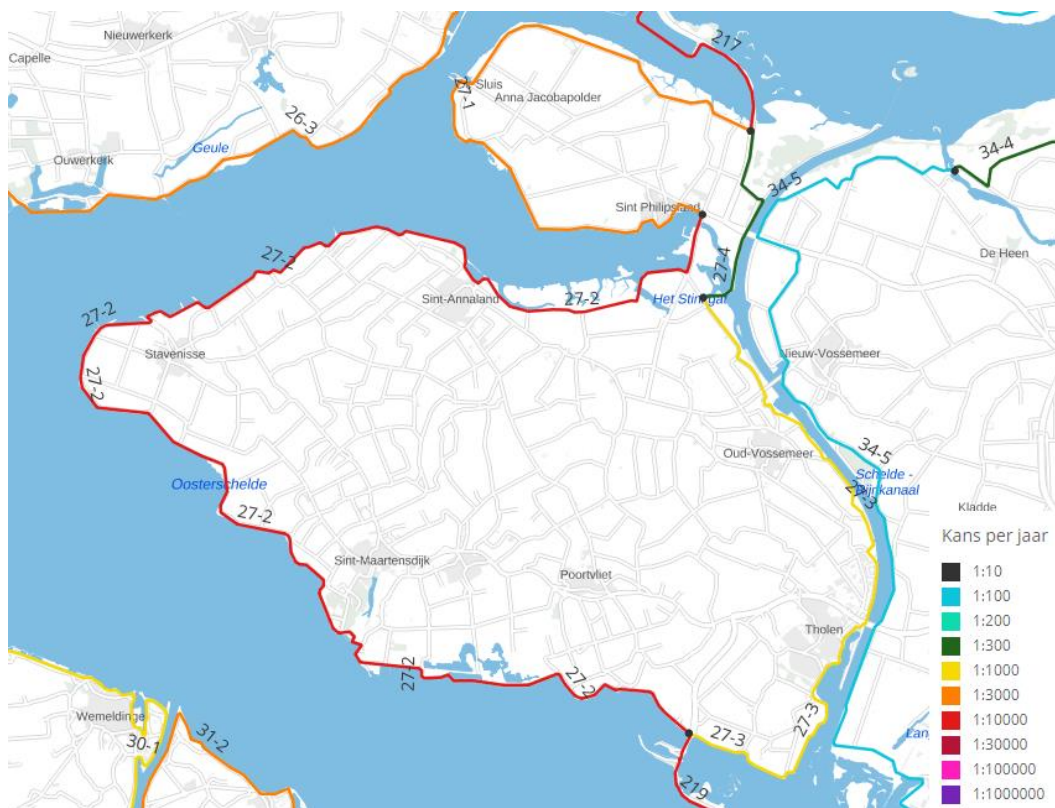 217
Nieuwerkerk
Capelle
Sluis
27-1
Anna Jacobapolder
26-3
Geule
Ouwerkerk
34-4
34-5
Sint Philipsland
De Heen
27-4
27-2
Sint-Annaland
27-2
27-2
Stavenisse
Nieuw-Vossemeer
27-2
Oud-Vossemeer
34-5
Schelde -
Rijnkanaal
27-3
Kladde
Oosterschelde
27-2
Sint-Maartensdijk
Poortvliet
Tholen
27-2
27-2
27-3
27-3
Wemeldinge
30-1
31-2
219
Kans per jaar
1:10
1:100
1:200
1:300
1:1000
1:3000
1:10000
1:30000
1:100000
1:1000000